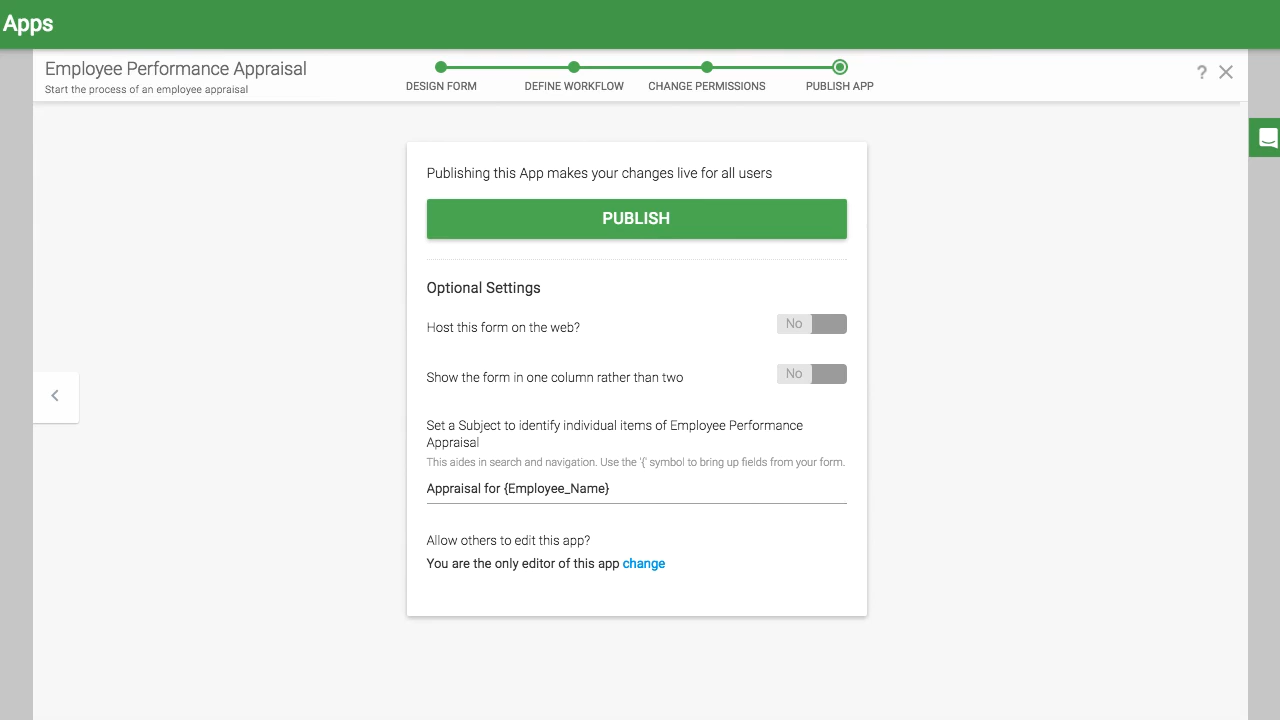 Apps
Employee Performance Appraisal
Start the process of an employee appraisal
DESIGN FORM
DEFINE WORKFLOW
CHANGE PERMISSIONS
PUBLISH APP
?
Publishing this App makes your changes live for all users
PUBLISH
Optional Settings
Host this form on the web?
No
Show the form in one column rather than two
No
Set a Subject to identify individual items of Employee Performance
Appraisal
This aides in search and navigation. Use the '{' symbol to bring up fields from your form.
Appraisal for {Employee_Name}
Allow others to edit this app?
You are the only editor of this app change